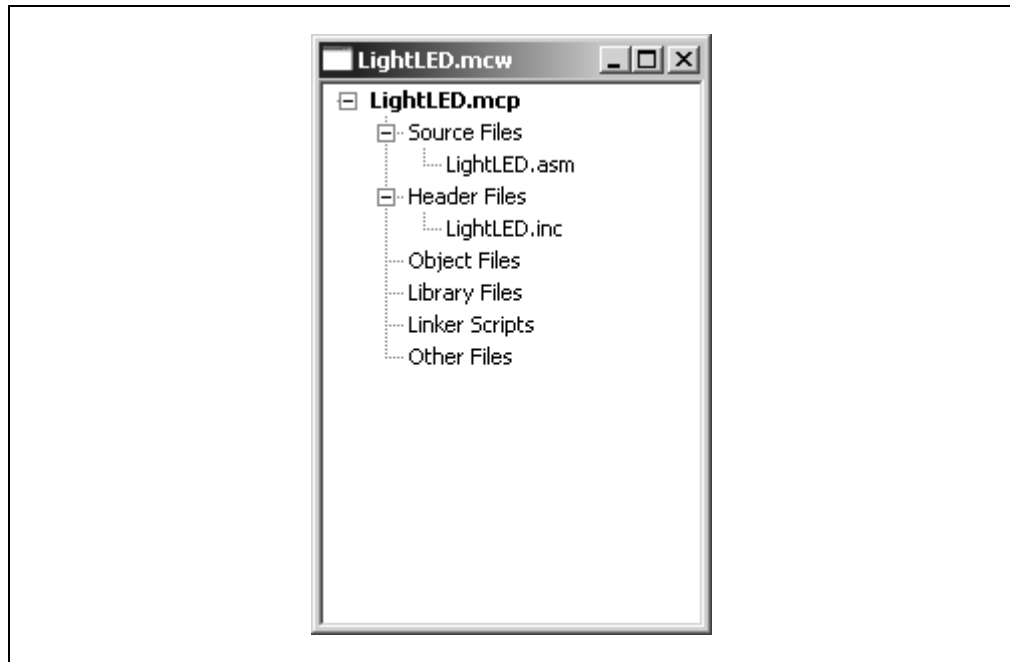 LightLED.mcw
LightLED.mcp
Source Files
LightLED.asm
Header Files
LightLED.inc
Object Files
Library Files
Linker Scripts
Other Files